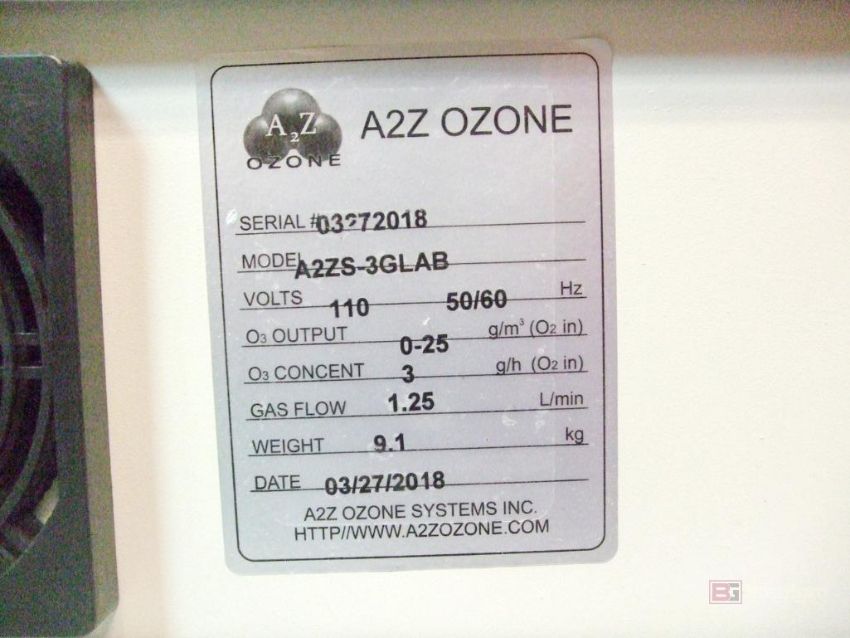 A2Z
OZONE
A2Z OZONE
SERIAL # 03272018
MODEL A2ZS-3GLAB
VOLTS 110 50/60 Hz
O3 OUTPUT 0-25 g/m³ (O2 in)
O3 CONCENT 3 g/h (O2 in)
GAS FLOW 1.25 L/min
WEIGHT 9.1 kg
DATE 03/27/2018
A2Z OZONE SYSTEMS INC.
HTTP//WWW.A2ZOZONE.COM
BG